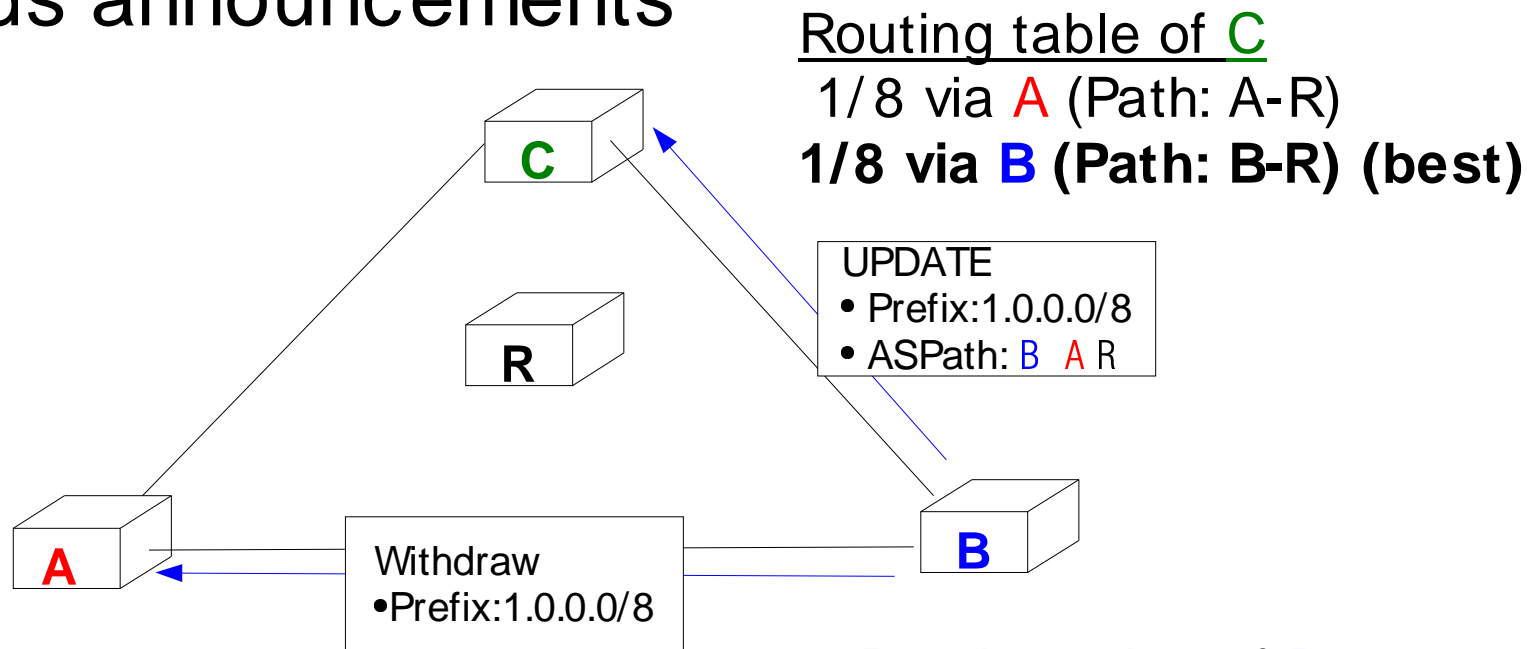 announcements
Routing table of C
1/8 via A (Path: A-R)
1/8 via B (Path: B-R) (best)
C
UPDATE
• Prefix:1.0.0.0/8
• ASPath: B A R
R
A
B
Withdraw
•Prefix:1.0.0.0/8